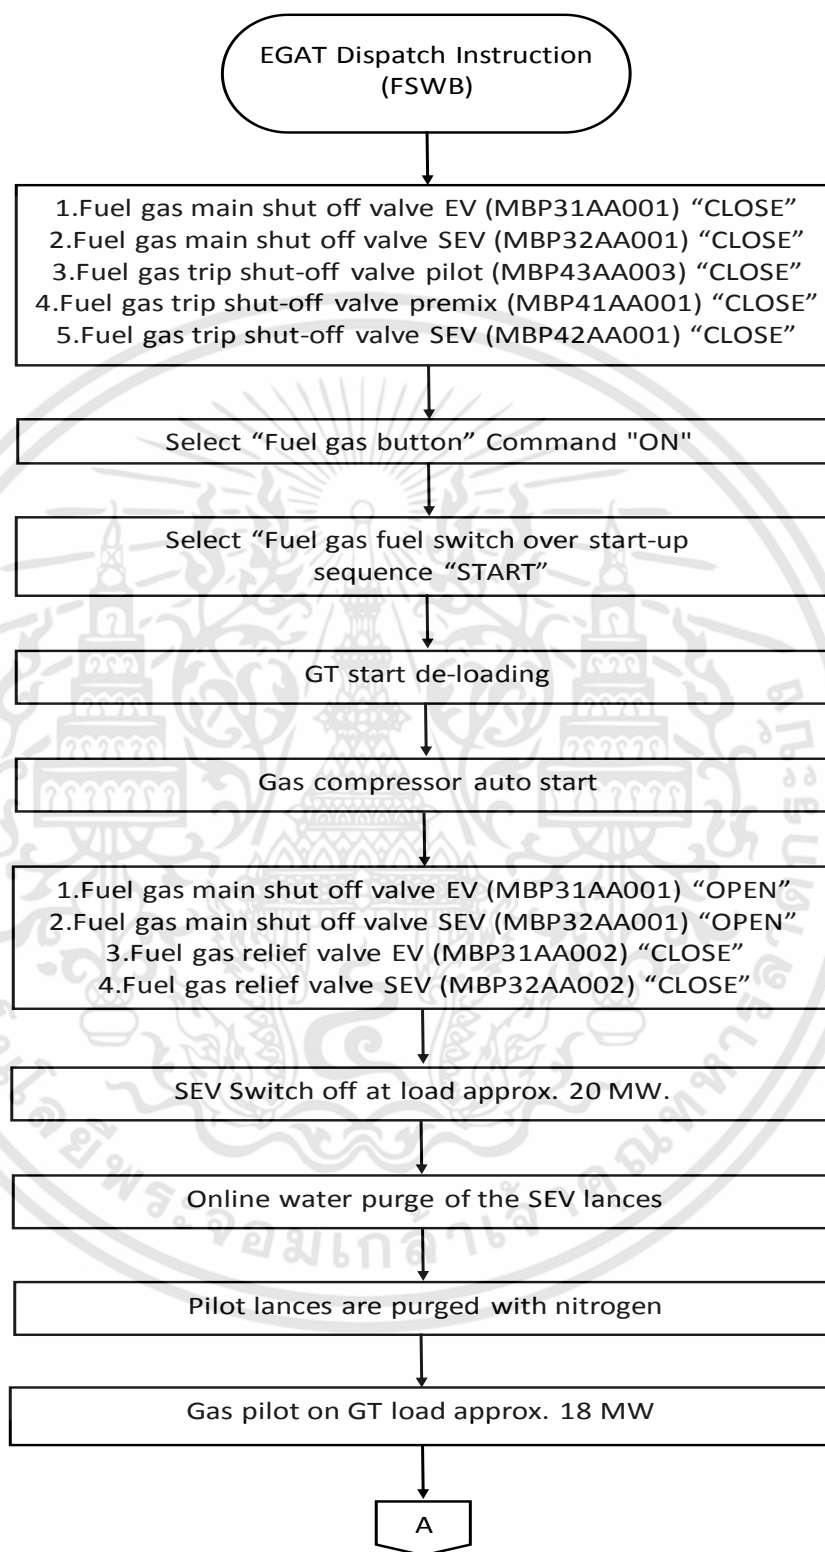 EGAT Dispatch Instruction
(FSWB)
1.Fuel gas main shut off valve EV (MBP31AA001) “CLOSE”
2.Fuel gas main shut off valve SEV (MBP32AA001) “CLOSE”
3.Fuel gas trip shut-off valve pilot (MBP43AA003) “CLOSE”
4.Fuel gas trip shut-off valve premix (MBP41AA001) “CLOSE”
5.Fuel gas trip shut-off valve SEV (MBP42AA001) “CLOSE”
Select “Fuel gas button” Command "ON"
Select “Fuel gas fuel switch over start-up
sequence “START”
GT start de-loading
Gas compressor auto start
1.Fuel gas main shut off valve EV (MBP31AA001) “OPEN”
2.Fuel gas main shut off valve SEV (MBP32AA001) “OPEN”
3.Fuel gas relief valve EV (MBP31AA002) “CLOSE”
4.Fuel gas relief valve SEV (MBP32AA002) “CLOSE”
SEV Switch off at load approx. 20 MW.
Online water purge of the SEV lances
Pilot lances are purged with nitrogen
Gas pilot on GT load approx. 18 MW
A